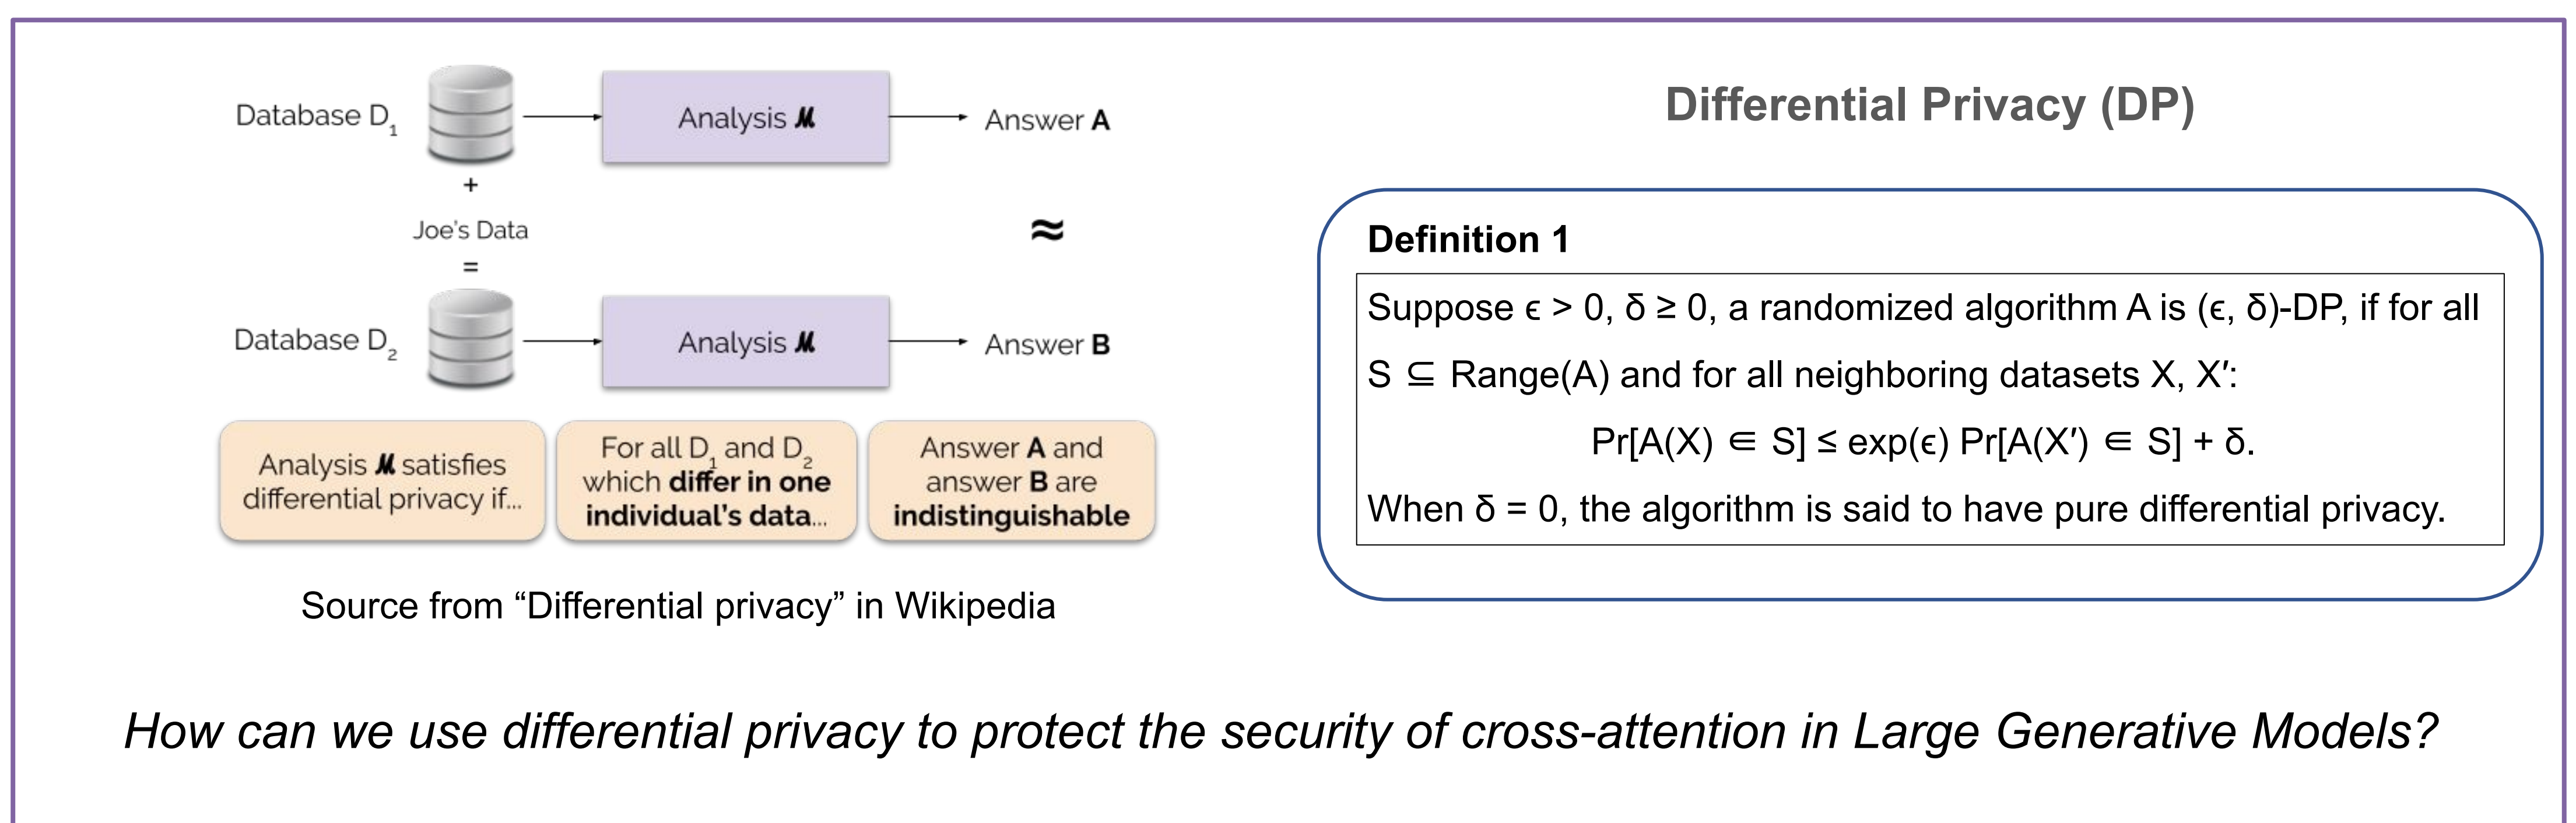 Database D₁
Analysis 𝓜
Answer A
+
Joe's Data
≈
=
Database D₂
Analysis 𝓜
Answer B
Analysis 𝓜 satisfies
differential privacy if...
For all D₁ and D₂
which differ in one
individual's data...
Answer A and
answer B are
indistinguishable
Source from “Differential privacy” in Wikipedia
Differential Privacy (DP)
Definition 1
Suppose ϵ > 0, δ ≥ 0, a randomized algorithm A is (ϵ, δ)-DP, if for all
S ⊆ Range(A) and for all neighboring datasets X, X′:
Pr[A(X) ∈ S] ≤ exp(ϵ) Pr[A(X′) ∈ S] + δ.
When δ = 0, the algorithm is said to have pure differential privacy.
How can we use differential privacy to protect the security of cross-attention in Large Generative Models?